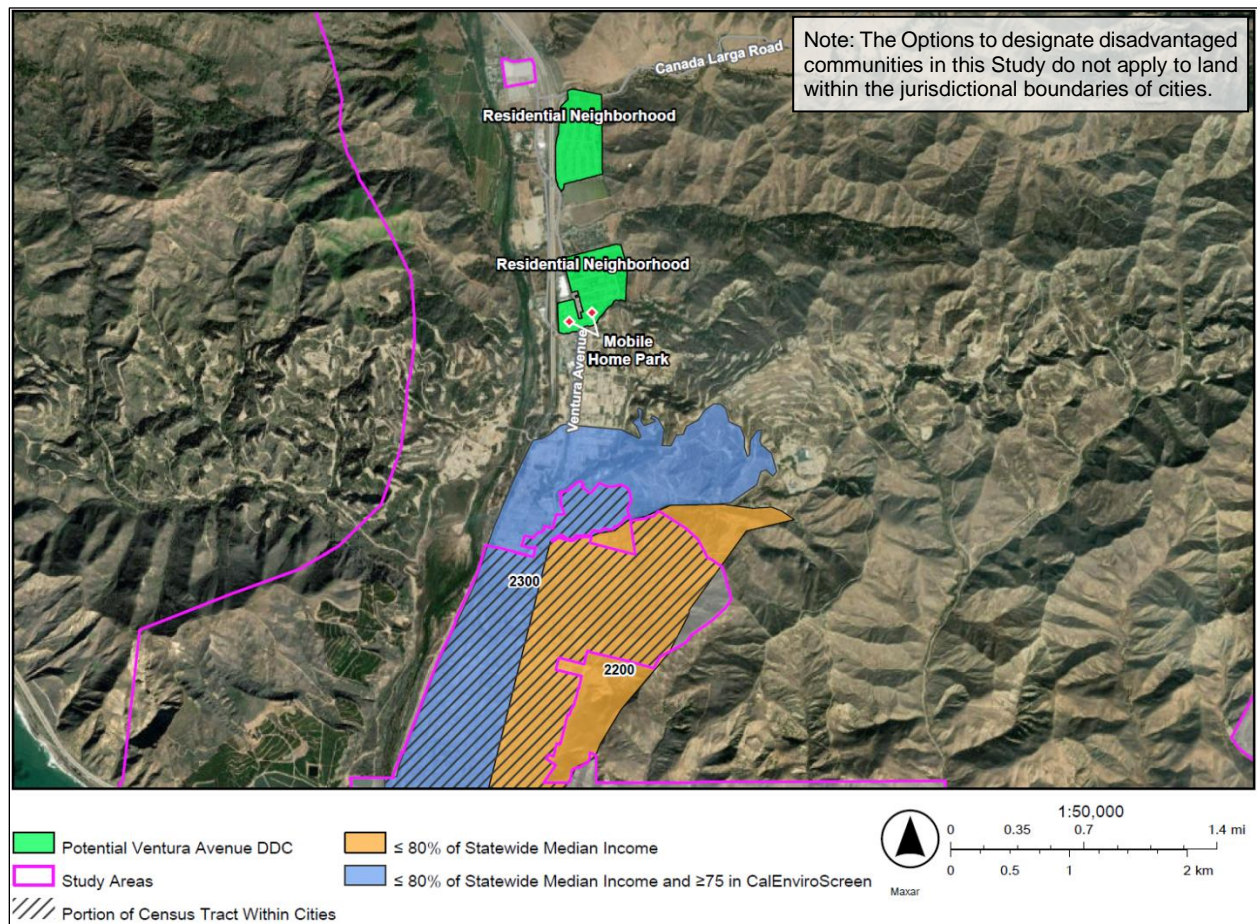 Note: The Options to designate disadvantaged
communities in this Study do not apply to land
within the jurisdictional boundaries of cities.
Canada Larga Road
Residential Neighborhood
Residential Neighborhood
Mobile
Home Park
Ventura Avenue
2300
2200
Potential Ventura Avenue DDC
Study Areas
Portion of Census Tract Within Cities
≤ 80% of Statewide Median Income
≤ 80% of Statewide Median Income and ≥75 in CalEnviroScreen
Maxar
1:50,000
0 0.35 0.7 1.4 mi
0 0.5 1 2 km